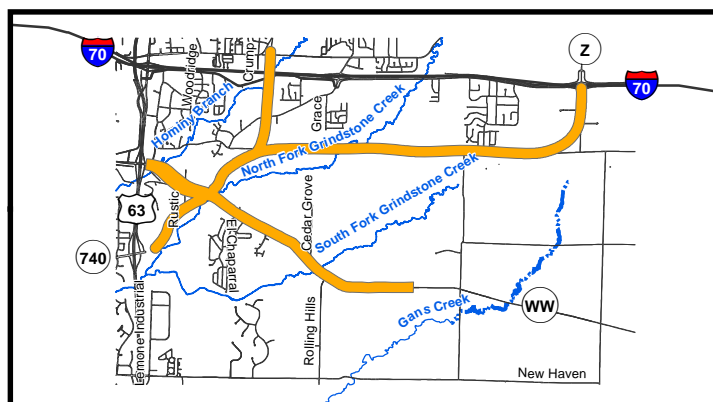 70
Z
70
Woodridge
Crump
Hominy Branch
Grace
North Fork Grindstone Creek
63
Rustic
Cedar Grove
South Fork Grindstone Creek
El Chaparral
740
Lemone Industrial
Rolling Hills
Gans Creek
WW
New Haven